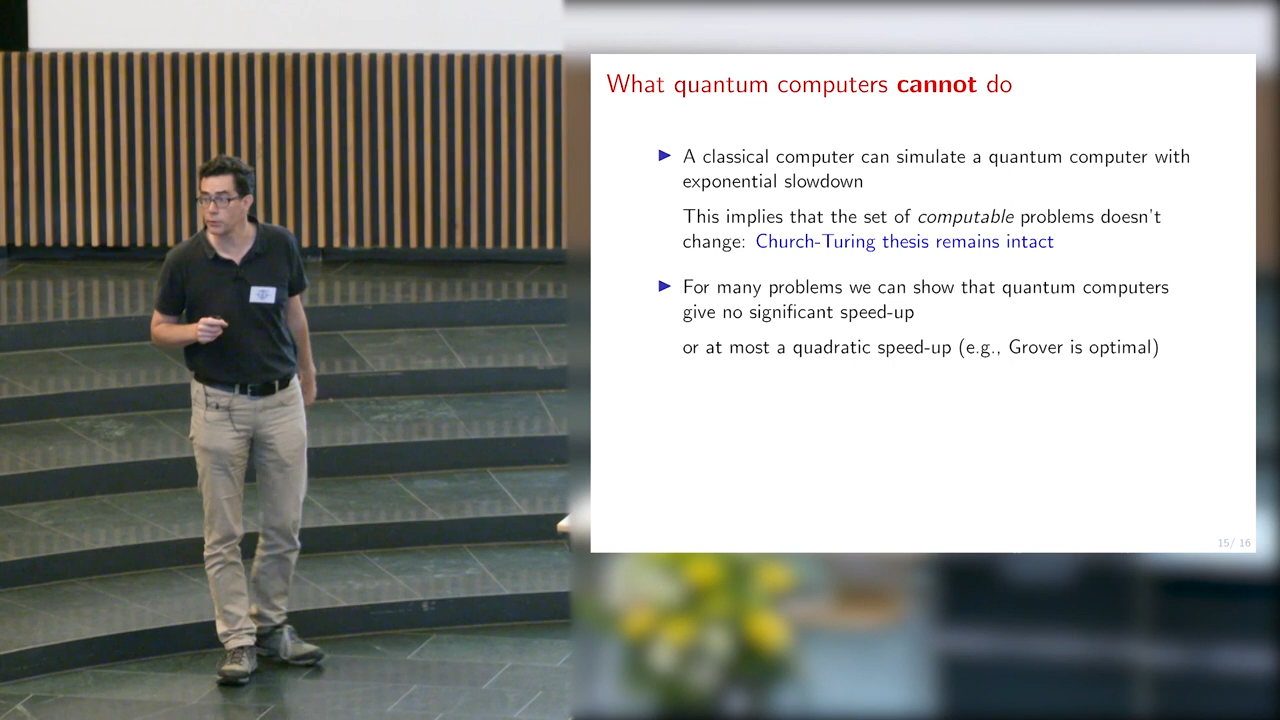 What quantum computers cannot do
▶ A classical computer can simulate a quantum computer with
exponential slowdown
This implies that the set of computable problems doesn't
change: Church-Turing thesis remains intact
▶ For many problems we can show that quantum computers
give no significant speed-up
or at most a quadratic speed-up (e.g., Grover is optimal)
15/ 16